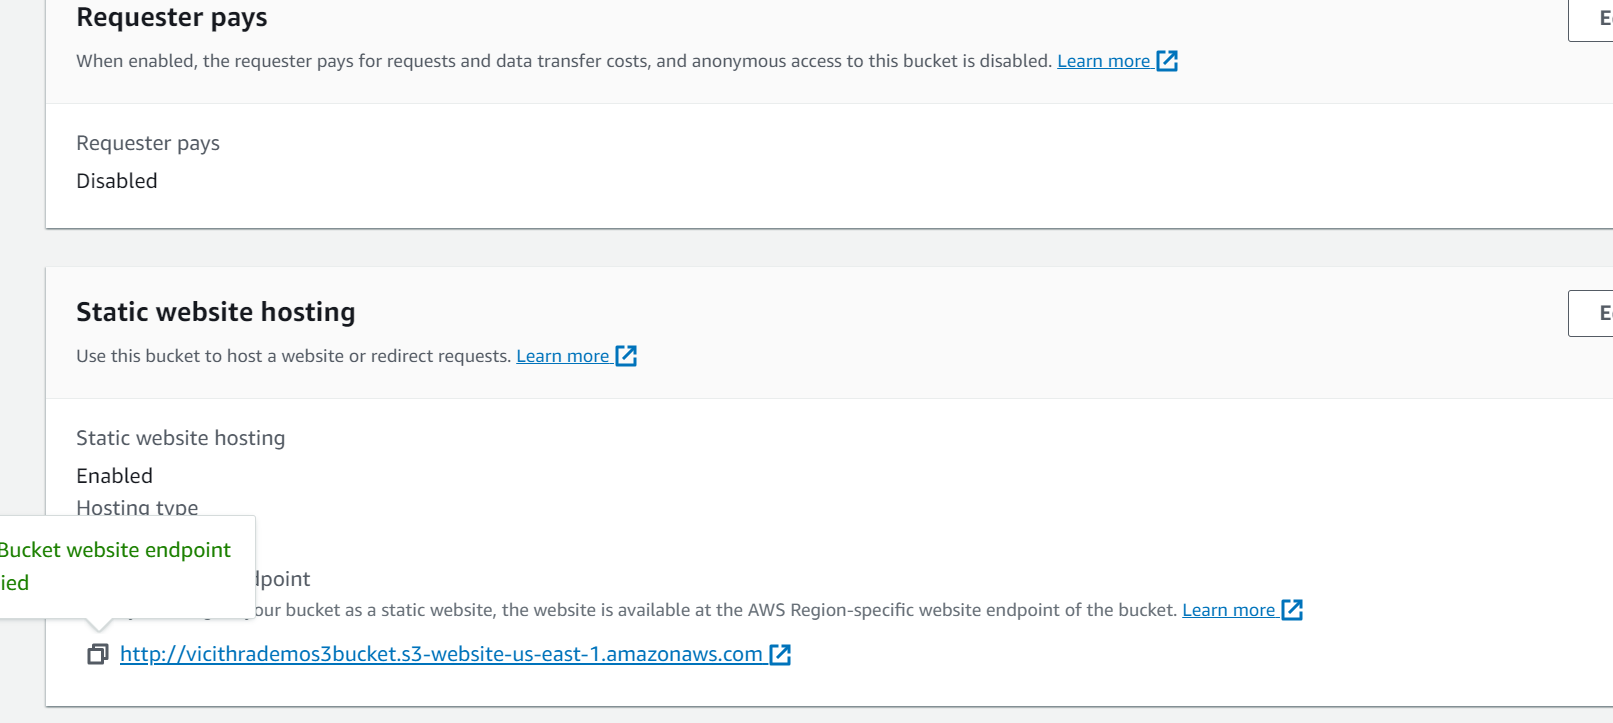 Requester pays
When enabled, the requester pays for requests and data transfer costs, and anonymous access to this bucket is disabled. Learn more
Requester pays
Disabled
Static website hosting
Use this bucket to host a website or redirect requests. Learn more
Static website hosting
Enabled
Hosting type
Bucket website endpoint
ied
dpoint
our bucket as a static website, the website is available at the AWS Region-specific website endpoint of the bucket. Learn more
http://vicithrademos3bucket.s3-website-us-east-1.amazonaws.com